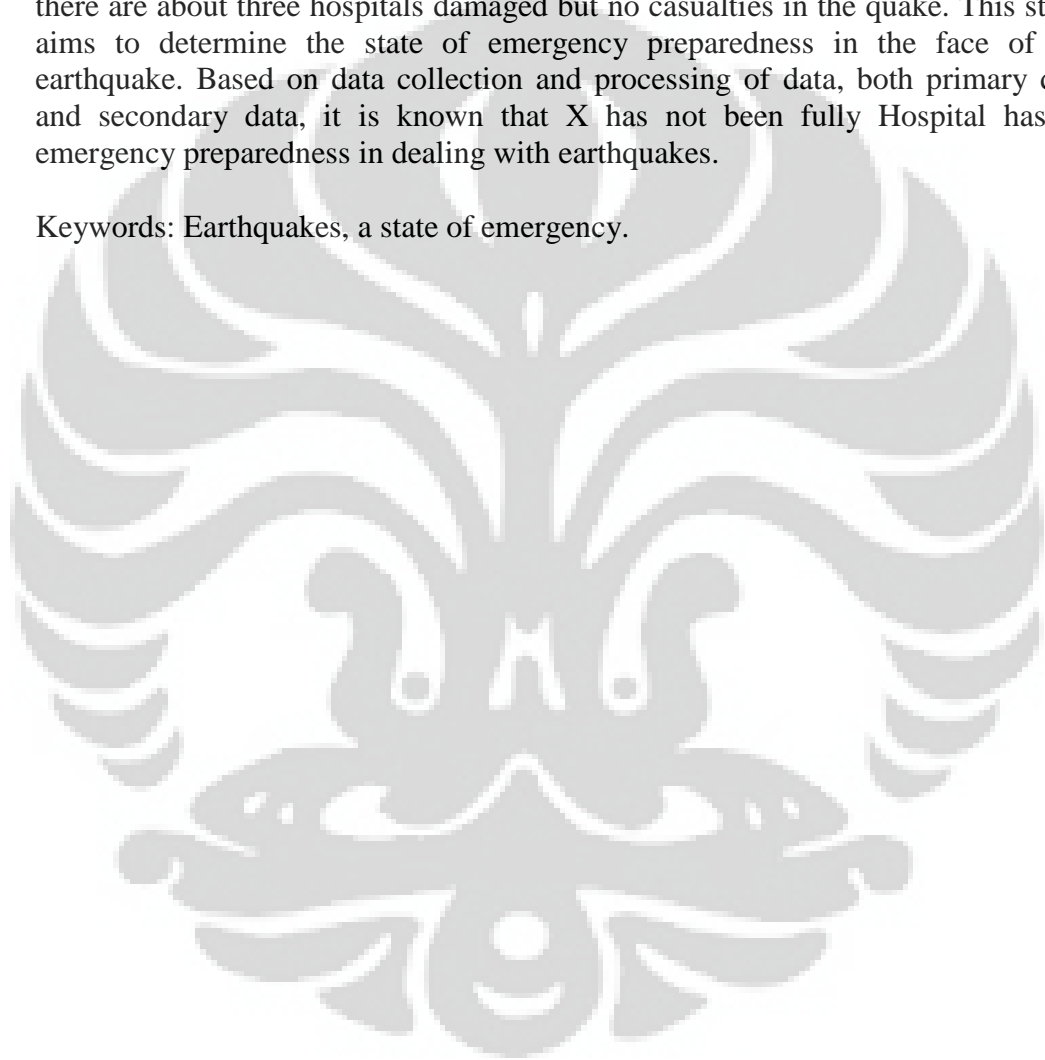 there are about three hospitals damaged but no casualties in the quake. This
aims to determine the state of emergency preparedness in the face of
earthquake. Based on data collection and processing of data, both primary
and secondary data, it is known that X has not been fully Hospital has
emergency preparedness in dealing with earthquakes.
Keywords: Earthquakes, a state of emergency.